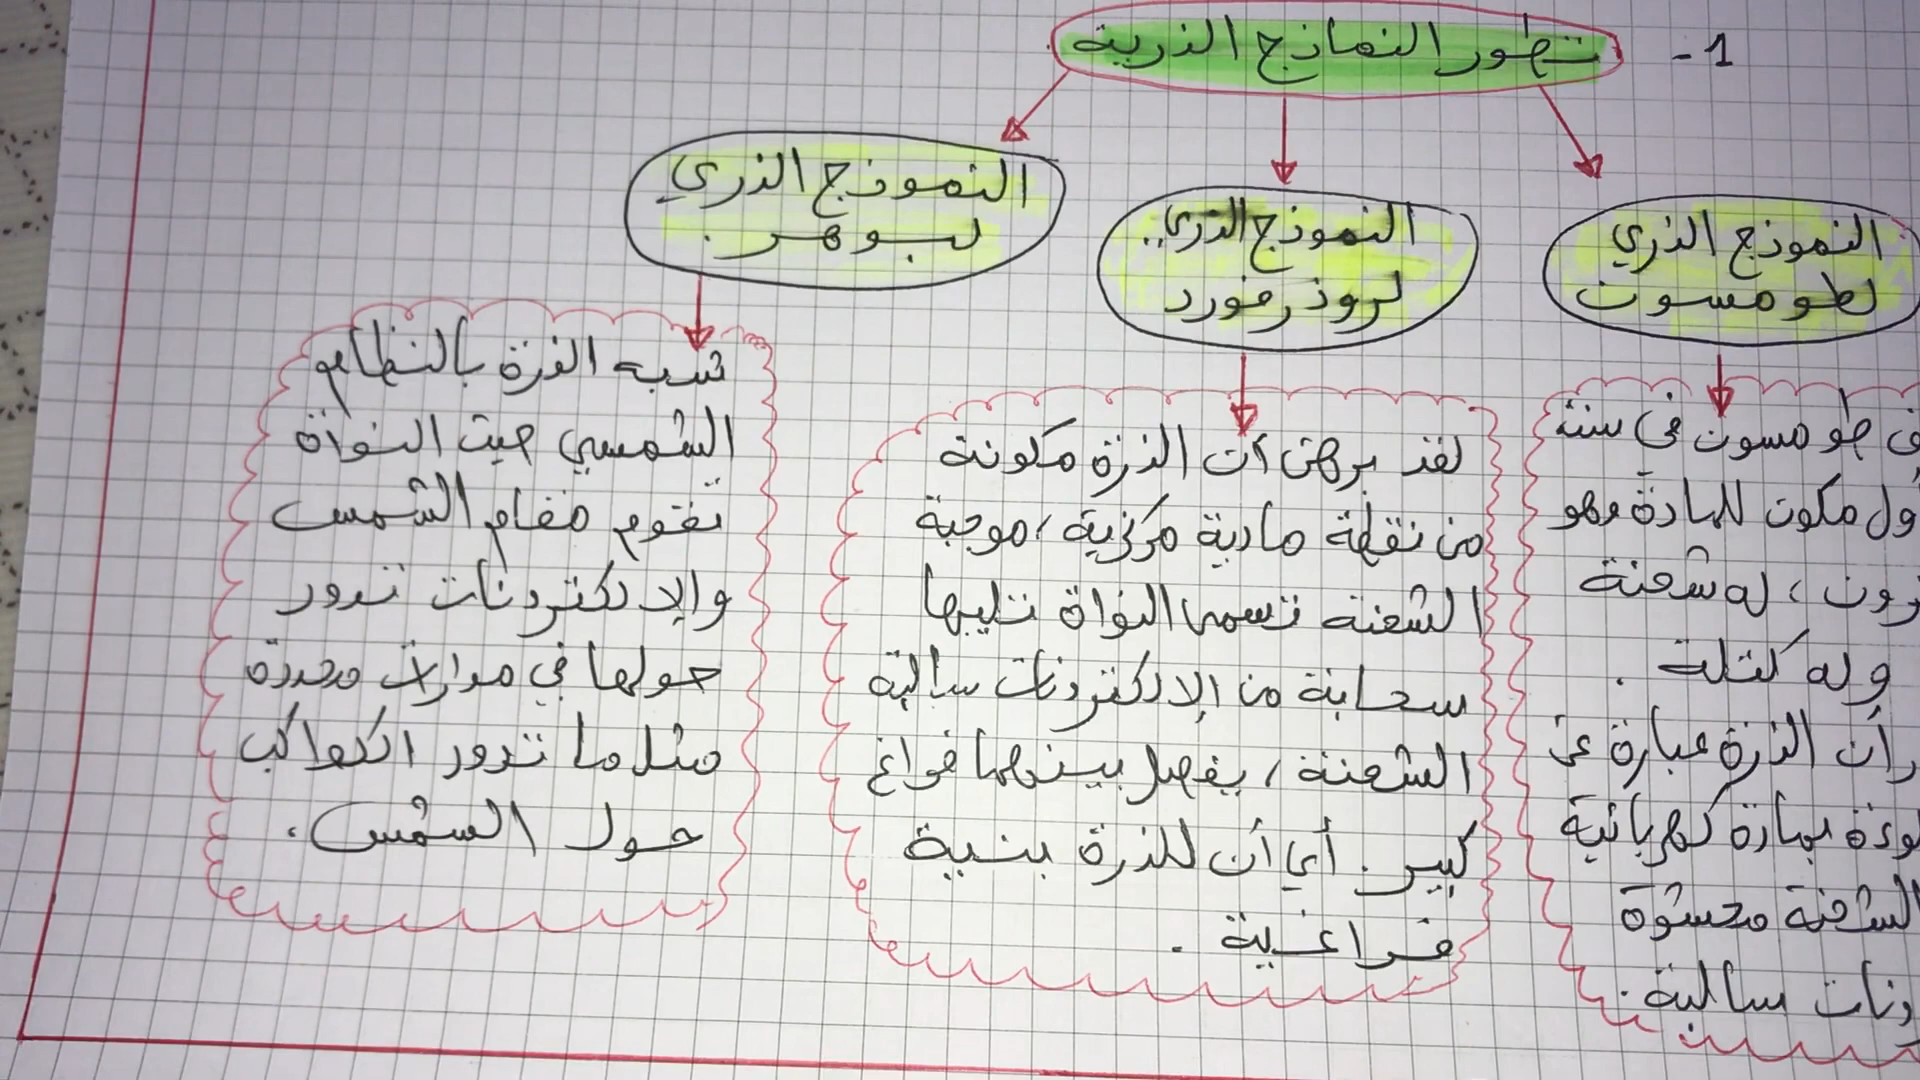 1- تطور النماذج الذرية
النموذج الذري
لطومسون
النموذج الذري
لروذرفورد
النموذج الذري
لبوهر.
طومسون في سنة
مكون للمادة وهو
، له شحنة
وله كتلة.
أن الذرة عبارة عن
بمادة كهربائية
الشحنة محشوة
سالبة.
لقد برهن أن الذرة مكونة
من نقطة مادية مركزية، موجبة
الشحنة تسمى النواة تليها
سحابة من الإلكترونات سالبة
الشحنة، يفصل بينهما فراغ
كبير. أي أن للذرة بنية
فراغية.
شبه الذرة بالنظام
الشمسي حيث النواة
تقوم مقام الشمس
والإلكترونات تدور
حولها في مدارات محددة
مثلما تدور الكواكب
حول الشمس.